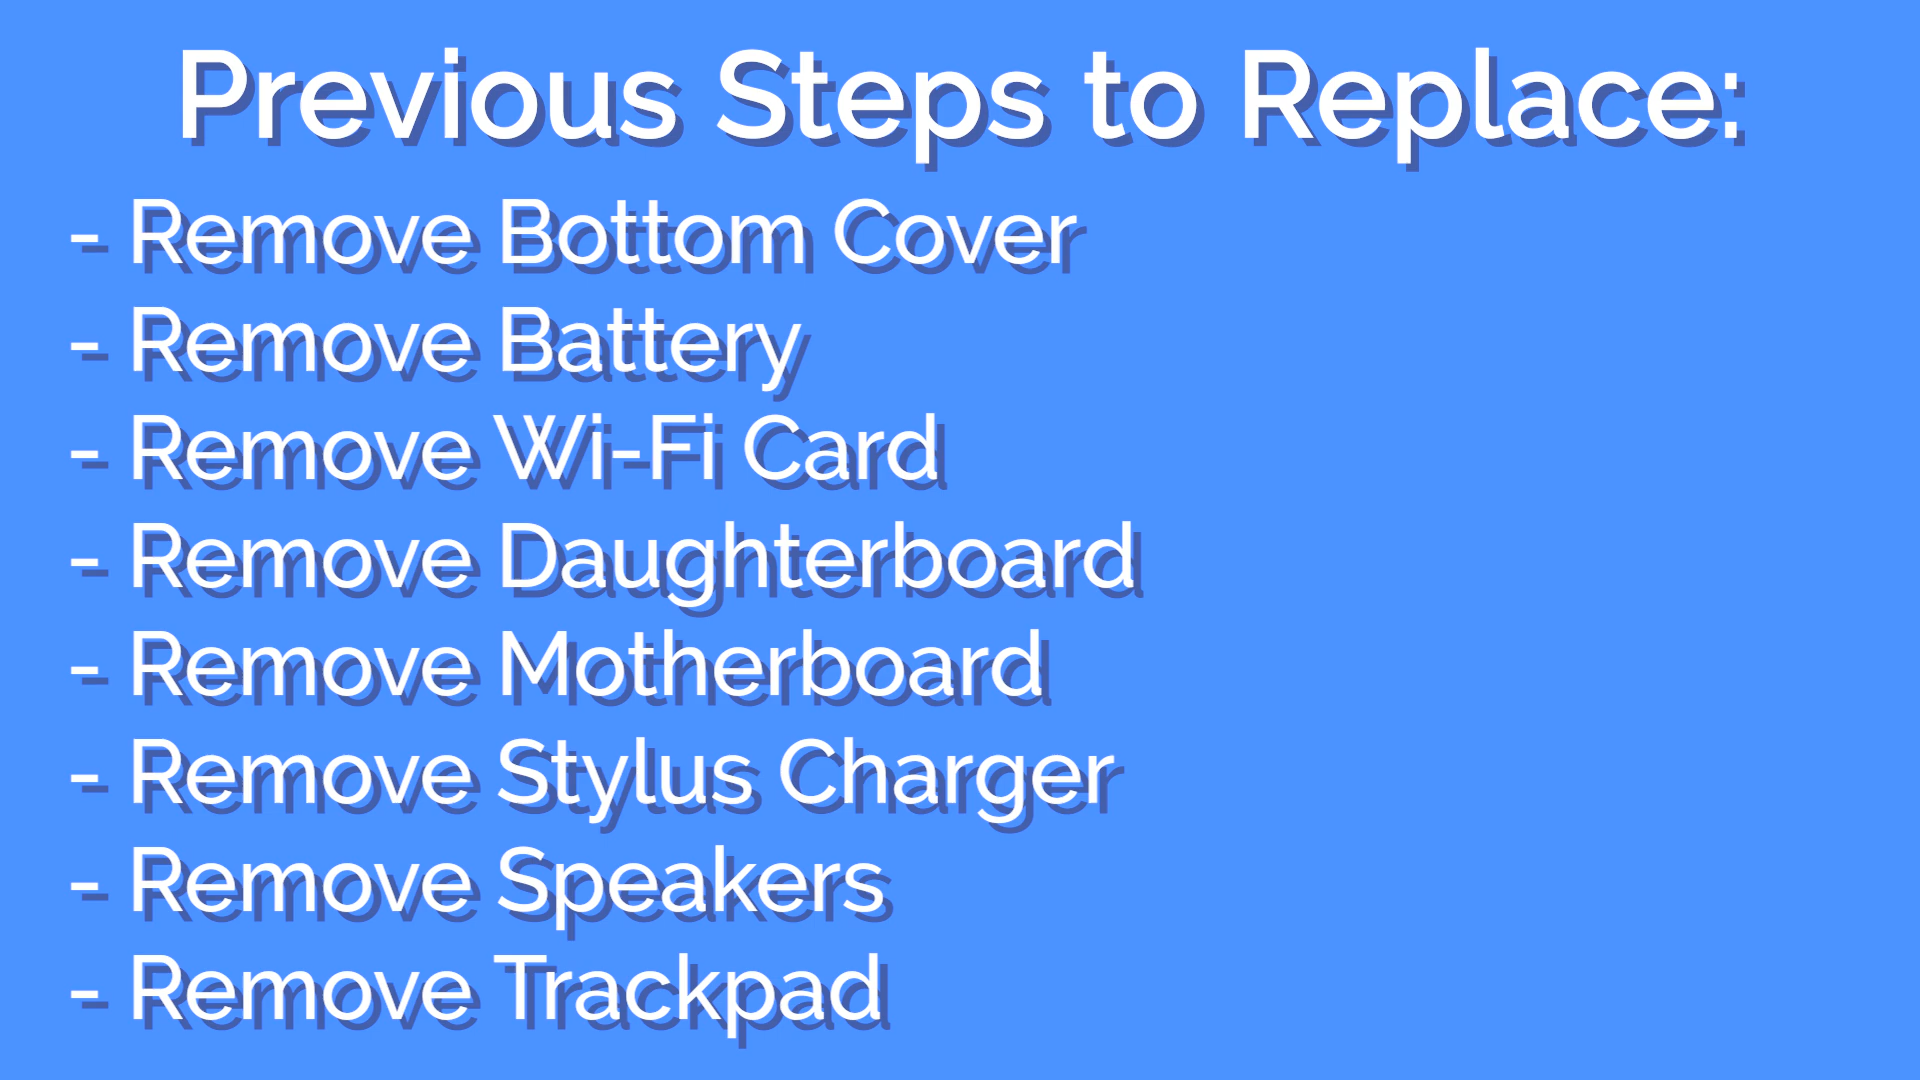 Previous Steps to Replace:
- Remove Bottom Cover
- Remove Battery
- Remove Wi-Fi Card
- Remove Daughterboard
- Remove Motherboard
- Remove Stylus Charger
- Remove Speakers
- Remove Trackpad